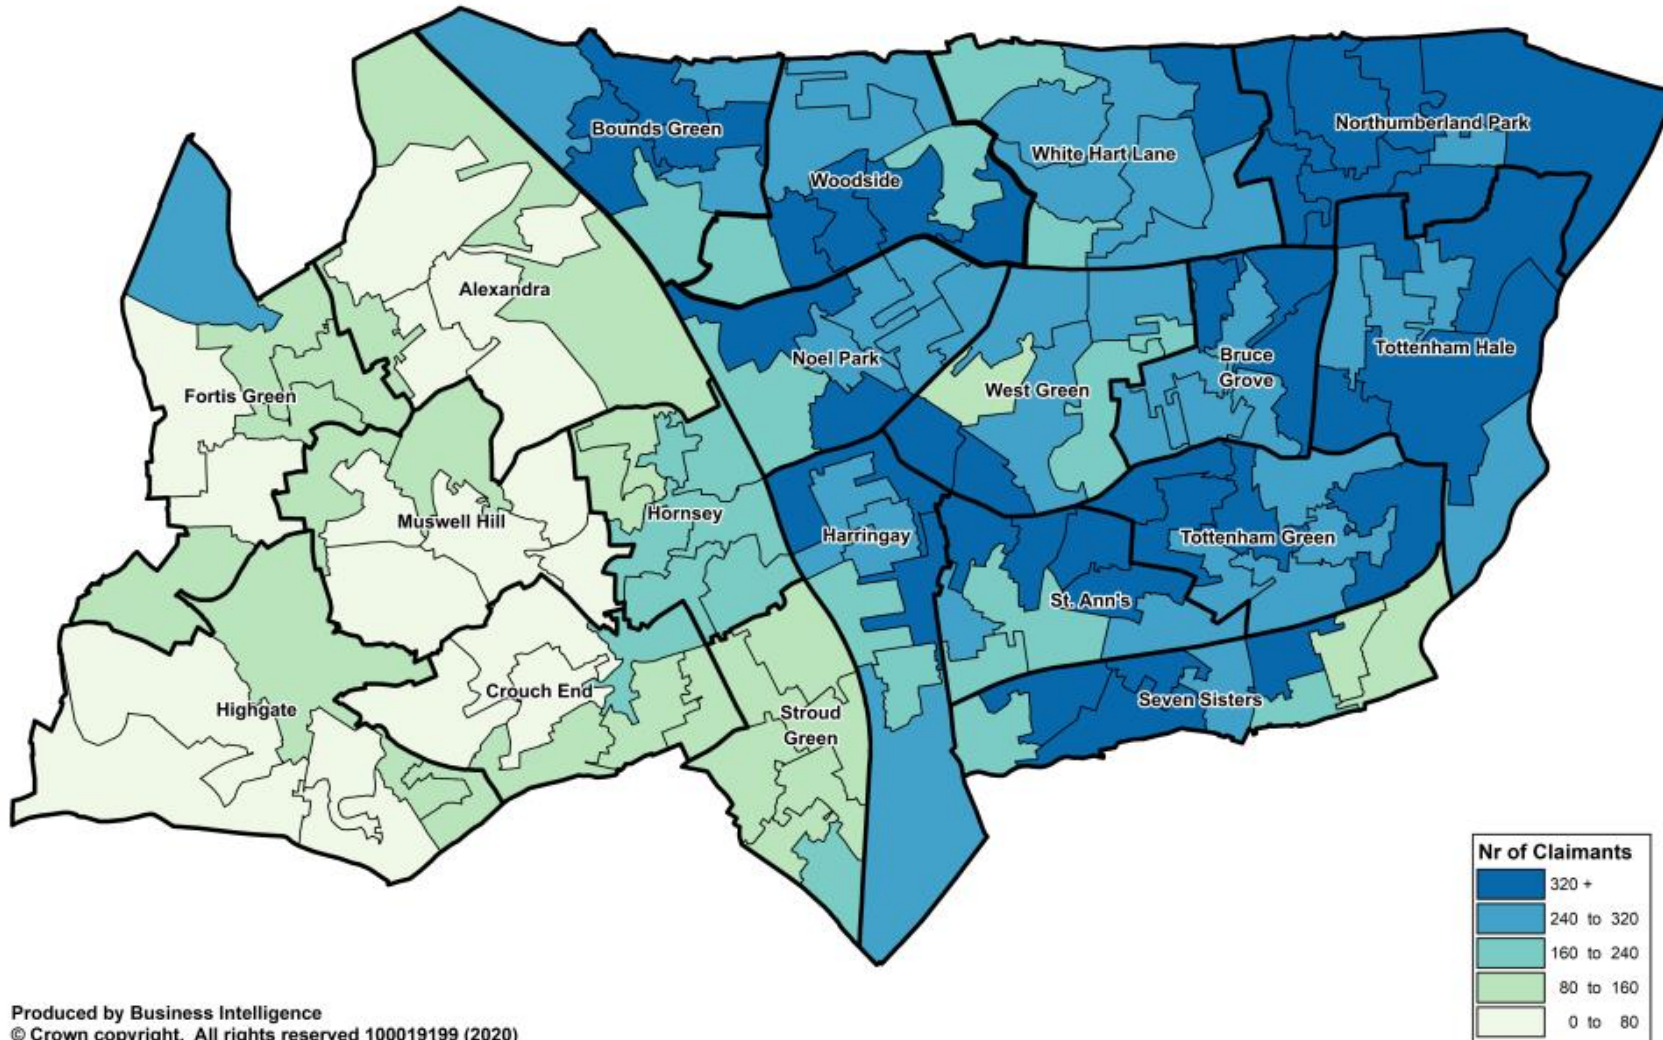 Bounds Green
Northumberland Park
White Hart Lane
Woodside
Alexandra
Noel Park
Tottenham Hale
Bruce
Grove
West Green
Fortis Green
Muswell Hill
Hornsey
Harringay
Tottenham Green
St. Ann's
Crouch End
Seven Sisters
Highgate
Stroud
Green
Nr of Claimants
320 +
240 to 320
160 to 240
80 to 160
0 to 80
Produced by Business Intelligence
© Crown copyright. All rights reserved 100019199 (2020)